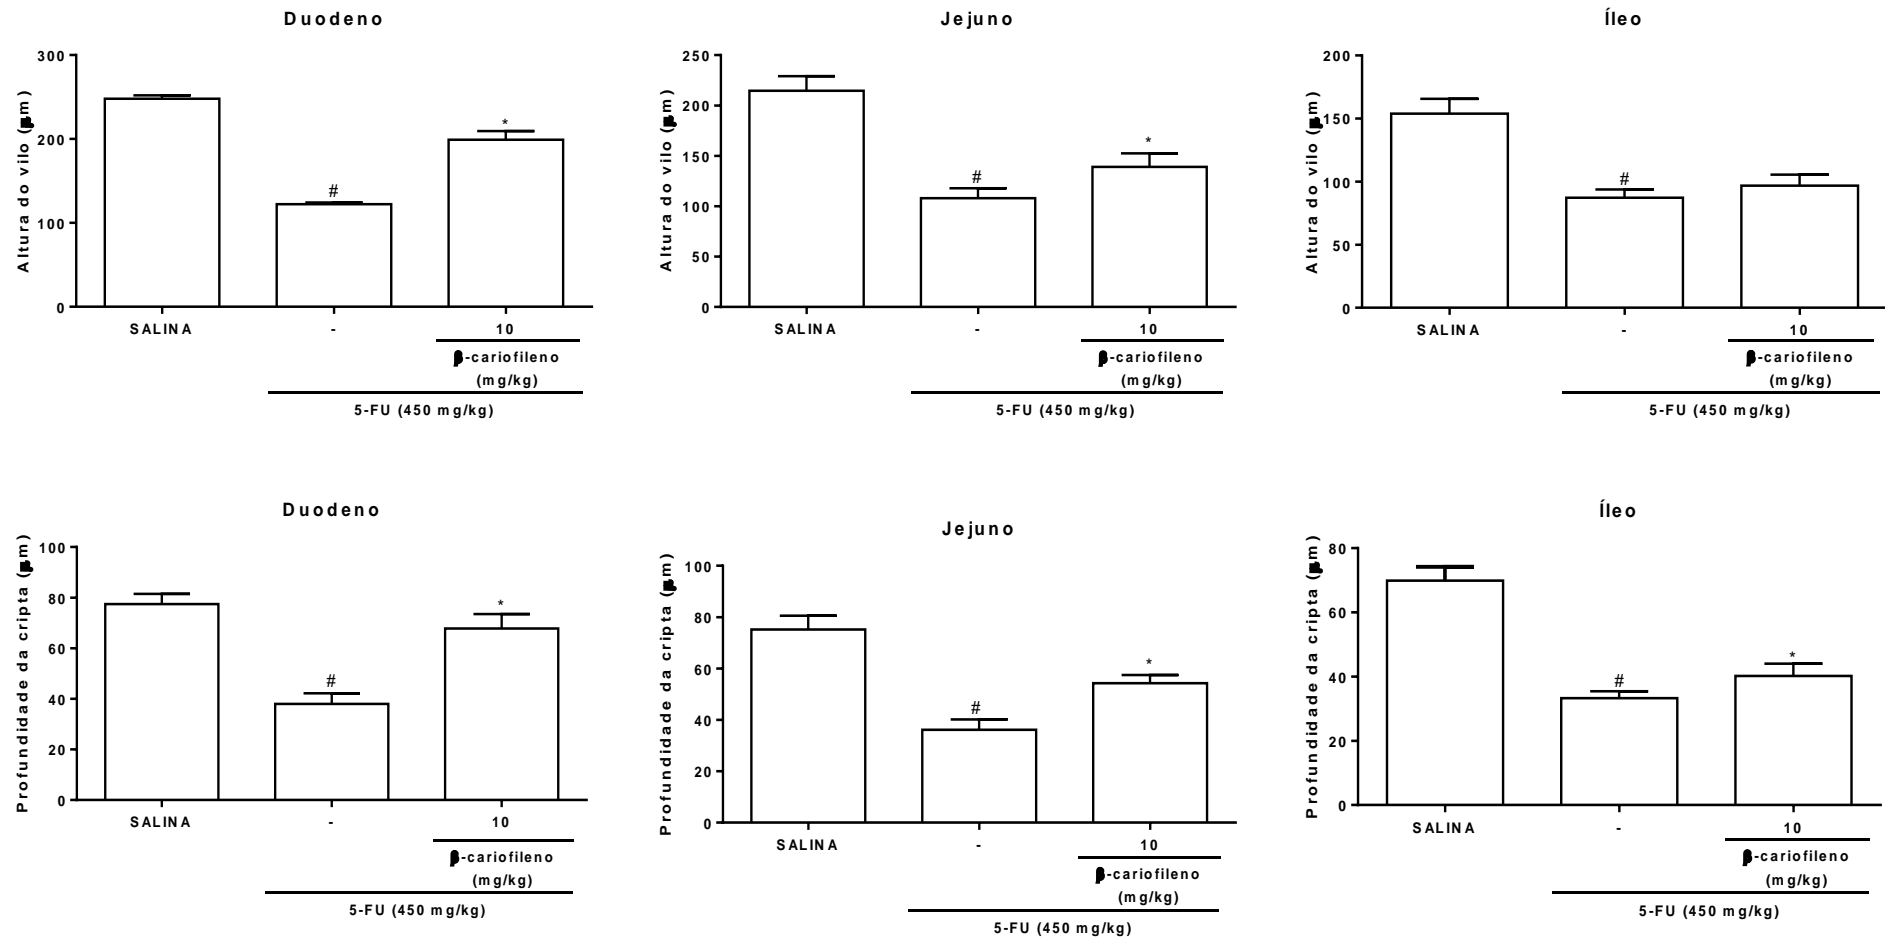 Duodeno
Altura do vilo (μm)
300
200
100
0
#
*
SALINA
-
10
β-cariofileno
(mg/kg)
5-FU (450 mg/kg)
Jejuno
Altura do vilo (μm)
250
200
150
100
50
0
#
*
SALINA
-
10
β-cariofileno
(mg/kg)
5-FU (450 mg/kg)
Íleo
Altura do vilo (μm)
200
150
100
50
0
#
SALINA
-
10
β-cariofileno
(mg/kg)
5-FU (450 mg/kg)
Duodeno
Profundidade da cripta (μm)
100
80
60
40
20
0
#
*
SALINA
-
10
β-cariofileno
(mg/kg)
5-FU (450 mg/kg)
Jejuno
Profundidade da cripta (μm)
100
80
60
40
20
0
#
*
SALINA
-
10
β-cariofileno
(mg/kg)
5-FU (450 mg/kg)
Íleo
Profundidade da cripta (μm)
80
60
40
20
0
#
*
SALINA
-
10
β-cariofileno
(mg/kg)
5-FU (450 mg/kg)